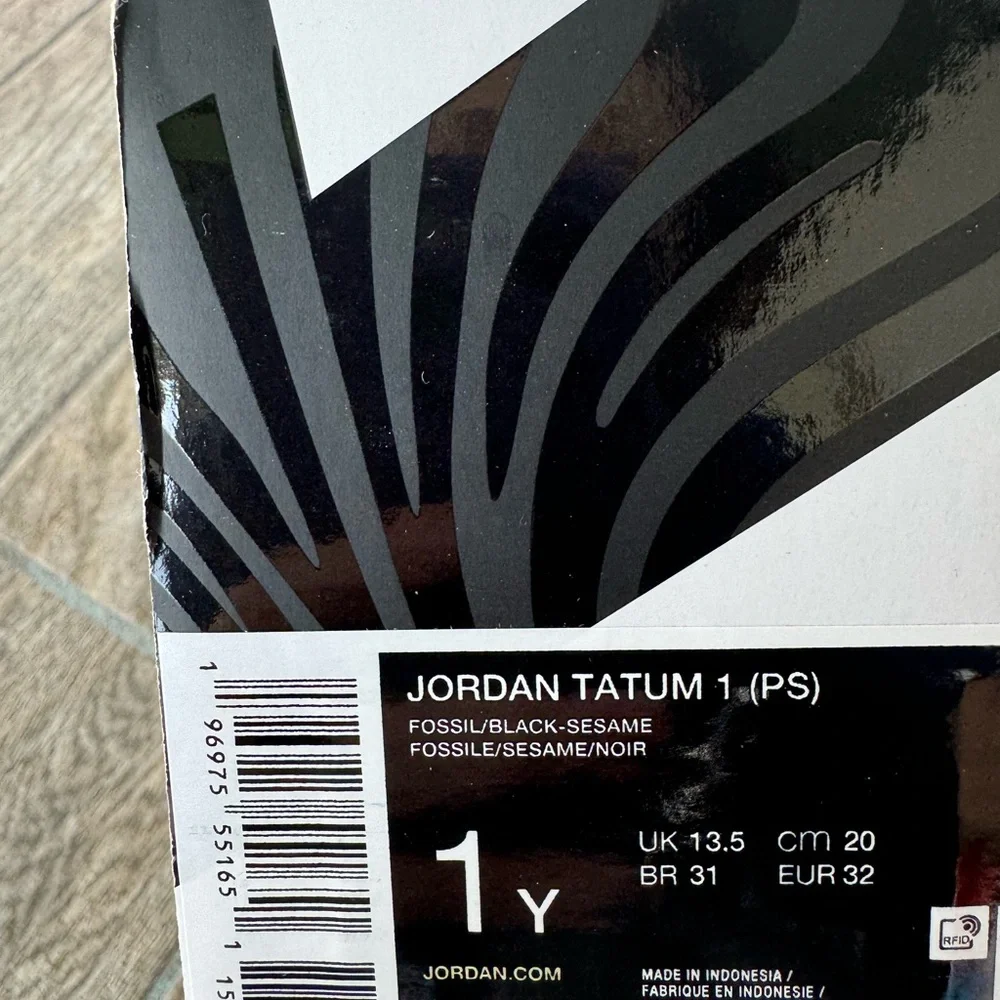 JORDAN TATUM 1 (PS)
FOSSIL/BLACK-SESAME
FOSSILE/SESAME/NOIR
1 Y
UK 13.5 cm 20
BR 31 EUR 32
RFID
JORDAN.COM
MADE IN INDONESIA /
FABRIQUE EN INDONESIE /
1 96975 55165 1
15